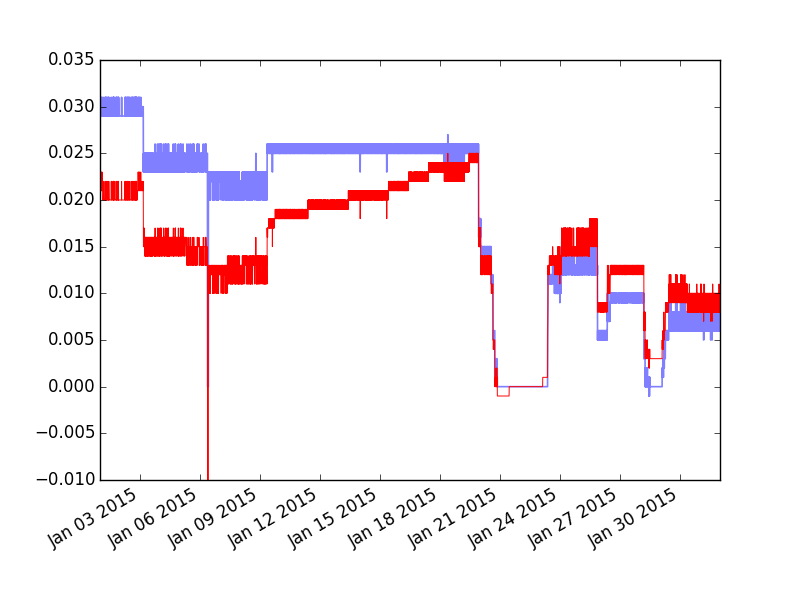 0.035
0.030
0.025
0.020
0.015
0.010
0.005
0.000
−0.005
−0.010
Jan 03 2015
Jan 06 2015
Jan 09 2015
Jan 12 2015
Jan 15 2015
Jan 18 2015
Jan 21 2015
Jan 24 2015
Jan 27 2015
Jan 30 2015